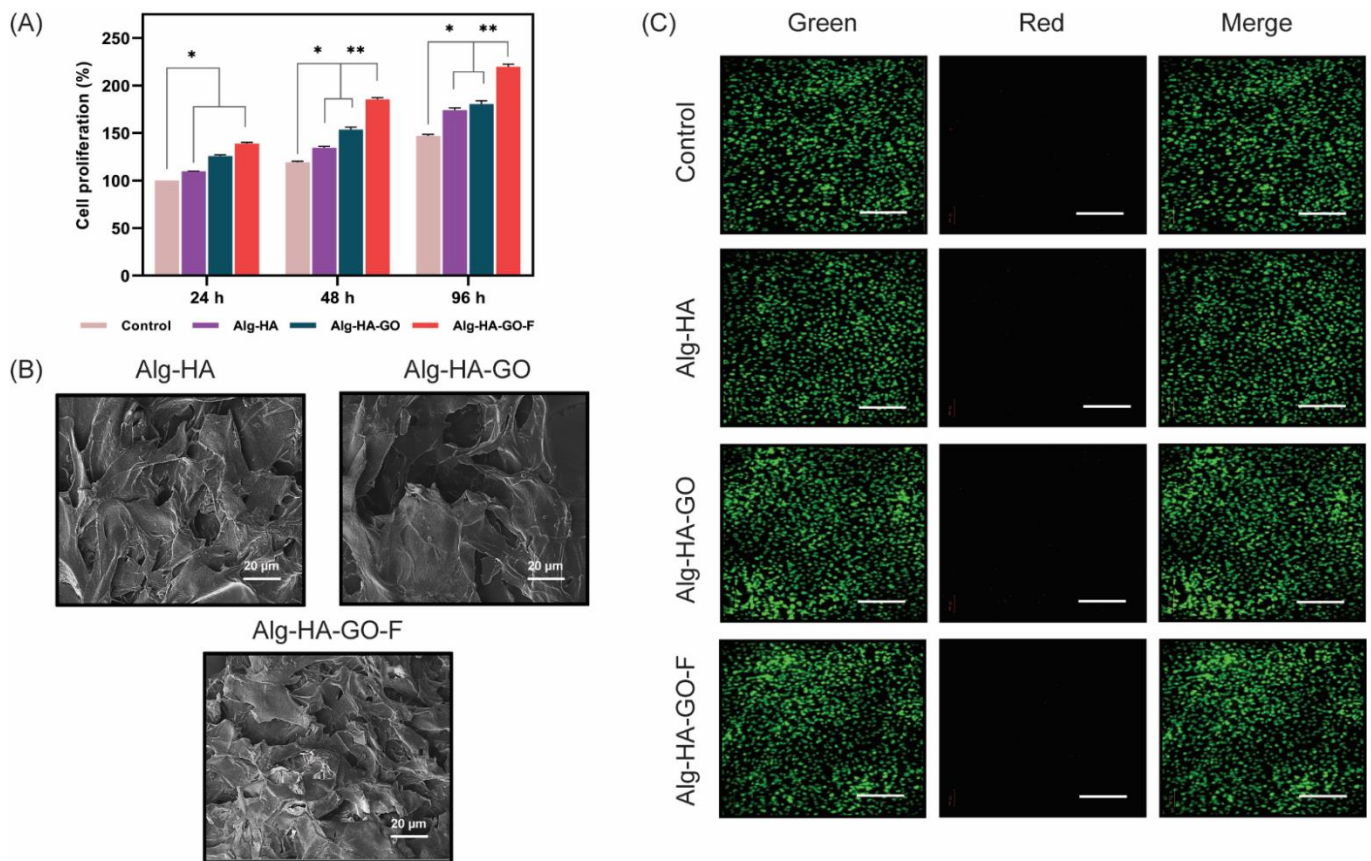 (A)
250
200
150
100
50
0
Cell proliferation (%)
*
* **
* **
24 h 48 h 96 h
Control Alg-HA Alg-HA-GO Alg-HA-GO-F
(B)
Alg-HA Alg-HA-GO
20 µm 20 µm
Alg-HA-GO-F
20 µm
(C)
Green Red Merge
Control
Alg-HA
Alg-HA-GO
Alg-HA-GO-F